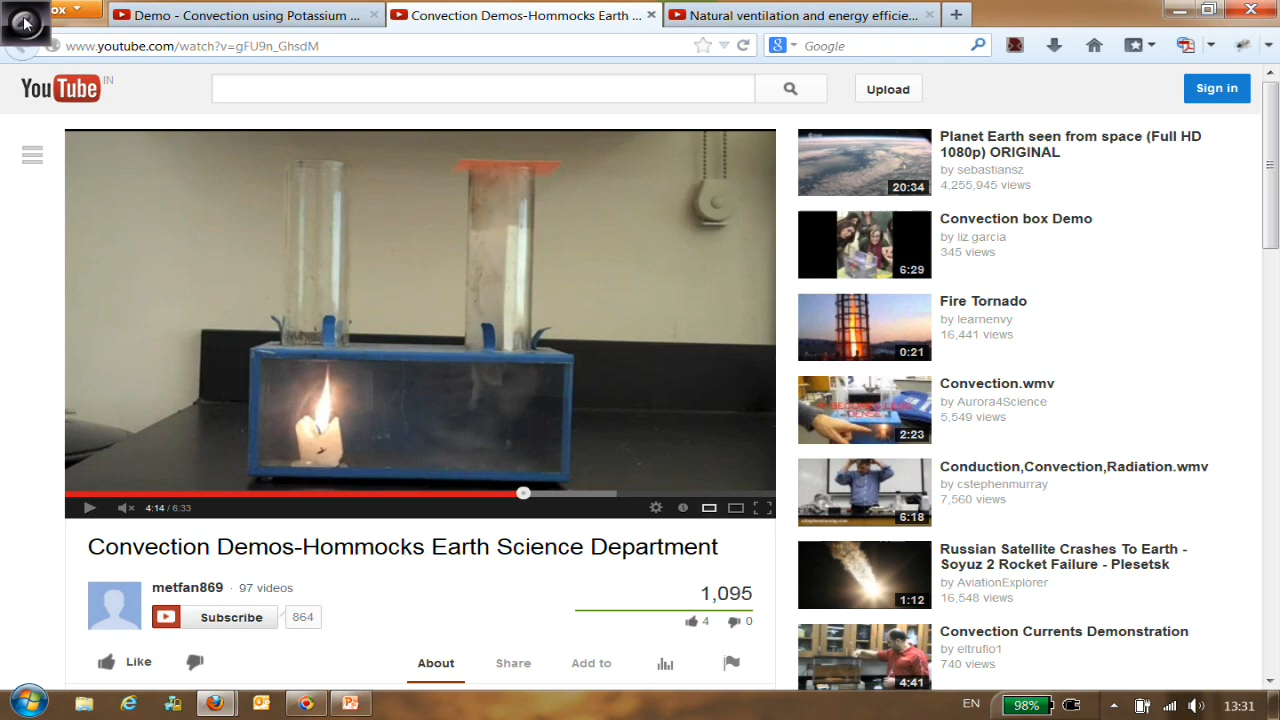 ox
Demo - Convection using Potassium ...
Convection Demos-Hommocks Earth ...
Natural ventilation and energy efficie...
www.youtube.com/watch?v=gFU9n_GhsdM
Google
YouTube IN
Upload
Sign in
Planet Earth seen from space (Full HD
1080p) ORIGINAL
by sebastiansz
4,255,945 views
20:34
Convection box Demo
by liz garcia
345 views
6:29
Fire Tornado
by learnenvy
16,441 views
0:21
Convection.wmv
by Aurora4Science
5,549 views
2:23
Conduction,Convection,Radiation.wmv
by cstephenmurray
7,560 views
6:18
4:14 / 6:33
Convection Demos-Hommocks Earth Science Department
metfan869 · 97 videos
Subscribe 864
1,095
4 0
Like
About Share Add to
Russian Satellite Crashes To Earth -
Soyuz 2 Rocket Failure - Plesetsk
by AviationExplorer
16,548 views
1:12
Convection Currents Demonstration
by eltrufio1
740 views
4:41
EN 98% 13:31